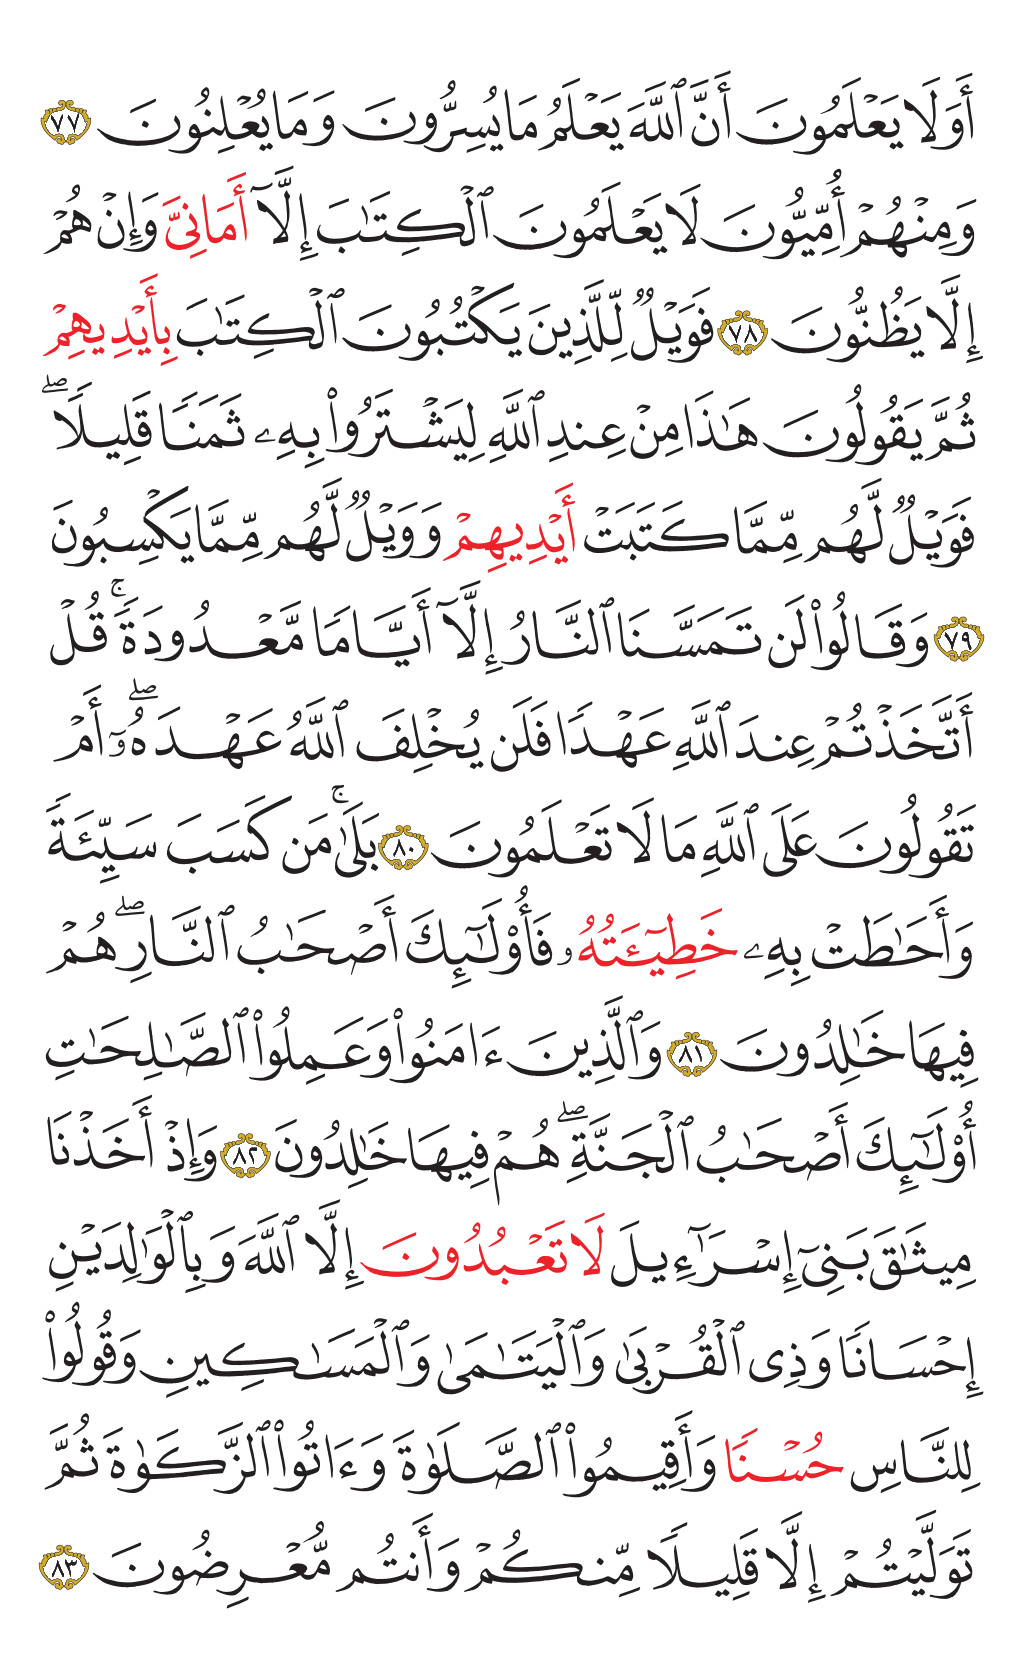 أَوَلَا يَعْلَمُونَ أَنَّ ٱللَّهَ يَعْلَمُ مَا يُسِرُّونَ وَمَا يُعْلِنُونَ ٧٧
وَمِنْهُمْ أُمِّيُّونَ لَا يَعْلَمُونَ ٱلْكِتَٰبَ إِلَّآ أَمَانِىَّ وَإِنْ هُمْ
إِلَّا يَظُنُّونَ ٧٨ فَوَيْلٌ لِّلَّذِينَ يَكْتُبُونَ ٱلْكِتَٰبَ بِأَيْدِيهِمْ
ثُمَّ يَقُولُونَ هَٰذَا مِنْ عِندِ ٱللَّهِ لِيَشْتَرُوا۟ بِهِۦ ثَمَنًا قَلِيلًا ۖ
فَوَيْلٌ لَّهُم مِّمَّا كَتَبَتْ أَيْدِيهِمْ وَوَيْلٌ لَّهُم مِّمَّا يَكْسِبُونَ
٧٩ وَقَالُوا۟ لَن تَمَسَّنَا ٱلنَّارُ إِلَّآ أَيَّامًا مَّعْدُودَةً ۚ قُلْ
أَتَّخَذْتُمْ عِندَ ٱللَّهِ عَهْدًا فَلَن يُخْلِفَ ٱللَّهُ عَهْدَهُۥٓ ۖ أَمْ
تَقُولُونَ عَلَى ٱللَّهِ مَا لَا تَعْلَمُونَ ٨٠ بَلَىٰ ۚ مَن كَسَبَ سَيِّئَةً
وَأَحَٰطَتْ بِهِۦ خَطِيٓـَٔتُهُۥ فَأُو۟لَٰٓئِكَ أَصْحَٰبُ ٱلنَّارِ ۖ هُمْ
فِيهَا خَٰلِدُونَ ٨١ وَٱلَّذِينَ ءَامَنُوا۟ وَعَمِلُوا۟ ٱلصَّٰلِحَٰتِ
أُو۟لَٰٓئِكَ أَصْحَٰبُ ٱلْجَنَّةِ ۖ هُمْ فِيهَا خَٰلِدُونَ ٨٢ وَإِذْ أَخَذْنَا
مِيثَٰقَ بَنِىٓ إِسْرَٰٓءِيلَ لَا تَعْبُدُونَ إِلَّا ٱللَّهَ وَبِٱلْوَٰلِدَيْنِ
إِحْسَانًا وَذِى ٱلْقُرْبَىٰ وَٱلْيَتَٰمَىٰ وَٱلْمَسَٰكِينِ وَقُولُوا۟
لِلنَّاسِ حُسْنًا وَأَقِيمُوا۟ ٱلصَّلَوٰةَ وَءَاتُوا۟ ٱلزَّكَوٰةَ ثُمَّ
تَوَلَّيْتُمْ إِلَّا قَلِيلًا مِّنكُمْ وَأَنتُم مُّعْرِضُونَ ٨٣